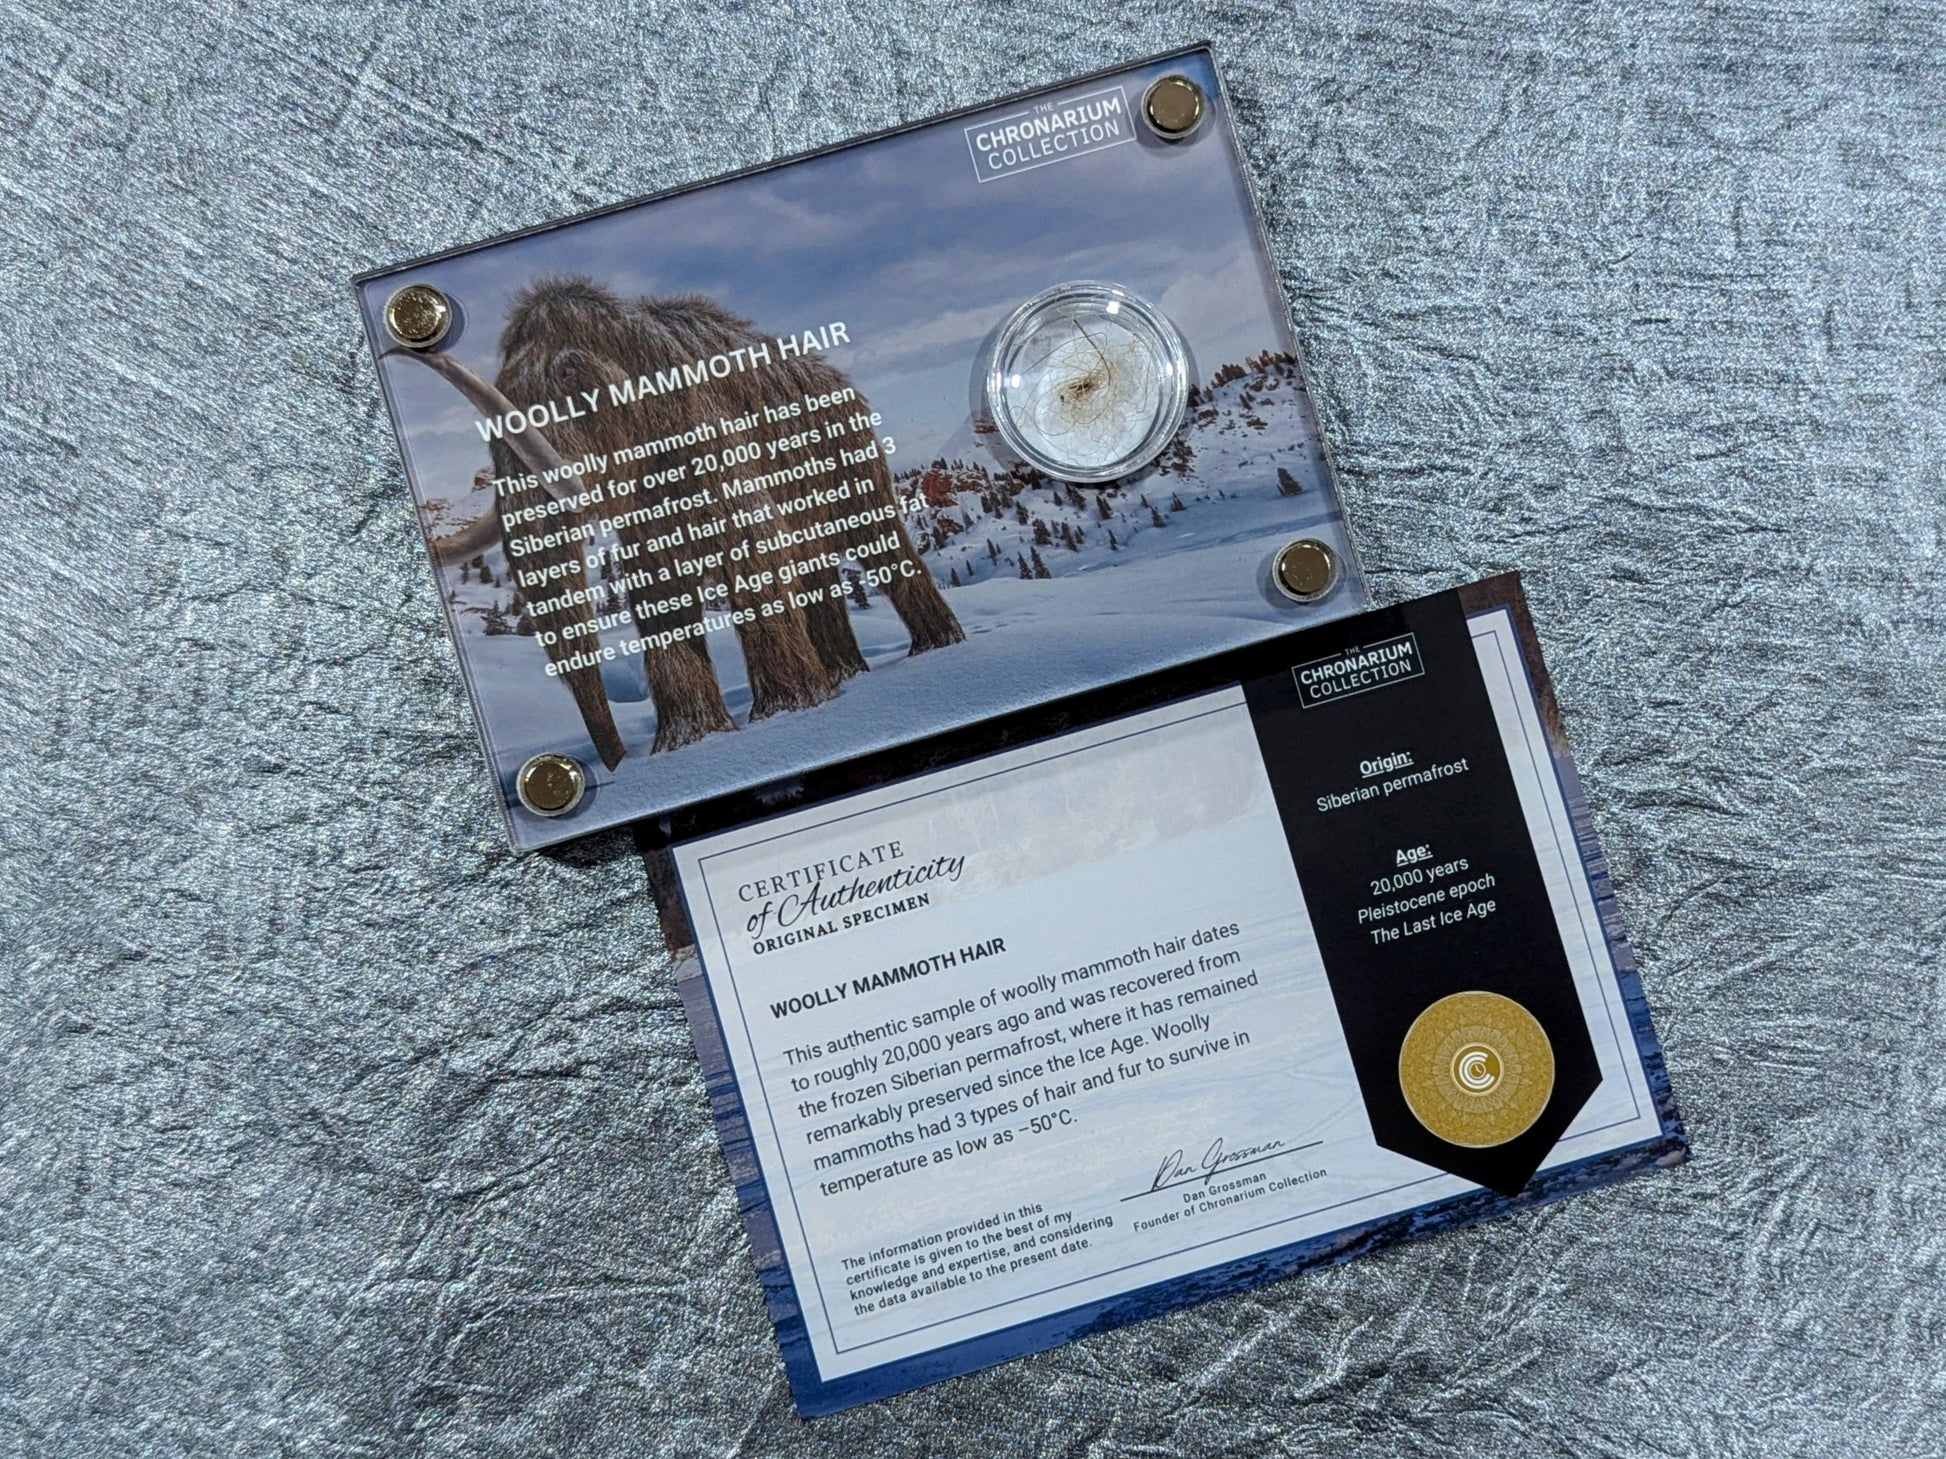 THE
CHRONARIUM
COLLECTION
WOOLLY MAMMOTH HAIR
This woolly mammoth hair has been
preserved for over 20,000 years in the
Siberian permafrost. Mammoths had 3
layers of fur and hair that worked in
tandem with a layer of subcutaneous fat
to ensure these Ice Age giants could
endure temperatures as low as -50°C.
THE
CHRONARIUM
COLLECTION
Origin:
Siberian permafrost
Age:
20,000 years
Pleistocene epoch
The Last Ice Age
CERTIFICATE
of Authenticity
ORIGINAL SPECIMEN
WOOLLY MAMMOTH HAIR
This authentic sample of woolly mammoth hair dates
to roughly 20,000 years ago and was recovered from
the frozen Siberian permafrost, where it has remained
remarkably preserved since the Ice Age. Woolly
mammoths had 3 types of hair and fur to survive in
temperature as low as –50°C.
The information provided in this
certificate is given to the best of my
knowledge and expertise, and considering
the data available to the present date.
Dan Grossman
Dan Grossman
Founder of Chronarium Collection